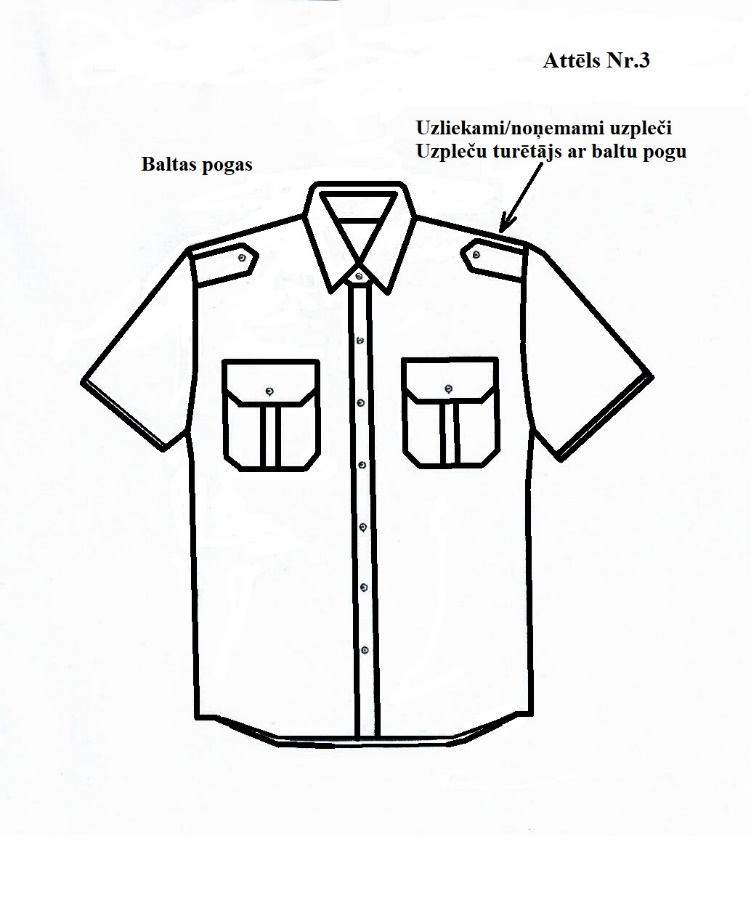 Attēls Nr.3
Uzliekami/noņemami uzpleči
Uzpleču turētājs ar baltu pogu
Baltas pogas